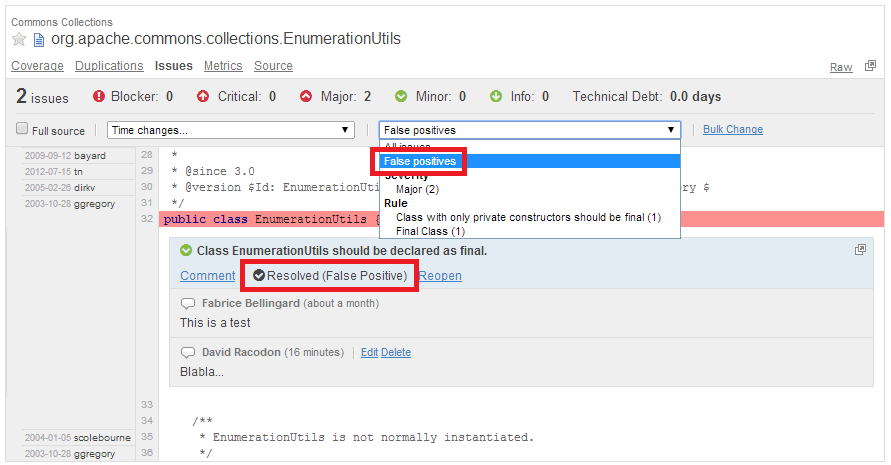 Commons Collections
org.apache.commons.collections.EnumerationUtils
Coverage Duplications Issues Metrics Source Raw
2 issues Blocker: 0 Critical: 0 Major: 2 Minor: 0 Info: 0 Technical Debt: 0.0 days
Full source Time changes... False positives Bulk Change
All issues
False positives
Severity
Major (2)
Rule
Class with only private constructors should be final (1)
Final Class (1)
2009-09-12 bayard 28 *
2012-07-15 tn 29 * @since 3.0
2005-02-26 dirkv 30 * @version $Id: EnumerationUti ry $
2003-10-28 ggregory 31 */
32 public class EnumerationUtils {
Class EnumerationUtils should be declared as final.
Comment Resolved (False Positive) Reopen
Fabrice Bellingard (about a month)
This is a test
David Racodon (16 minutes) Edit Delete
Blabla...
33
34 /**
2004-01-05 scolebourne 35 * EnumerationUtils is not normally instantiated.
2003-10-28 ggregory 36 */